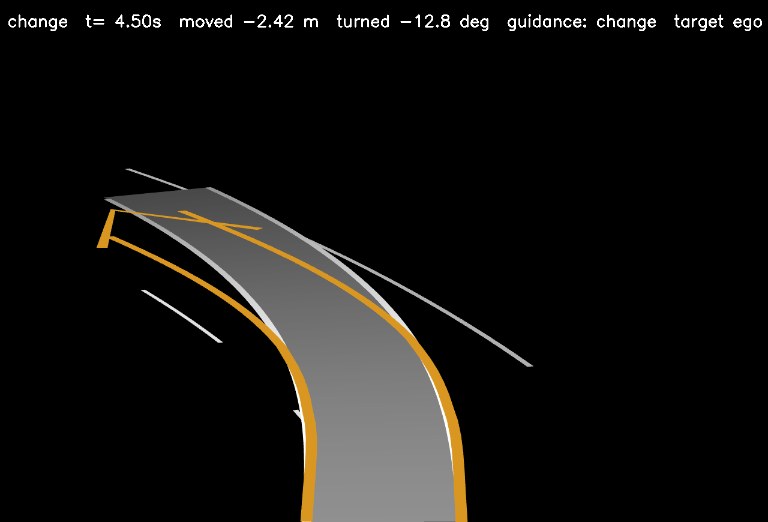 change t= 4.50s moved −2.42 m turned −12.8 deg guidance: change target ego